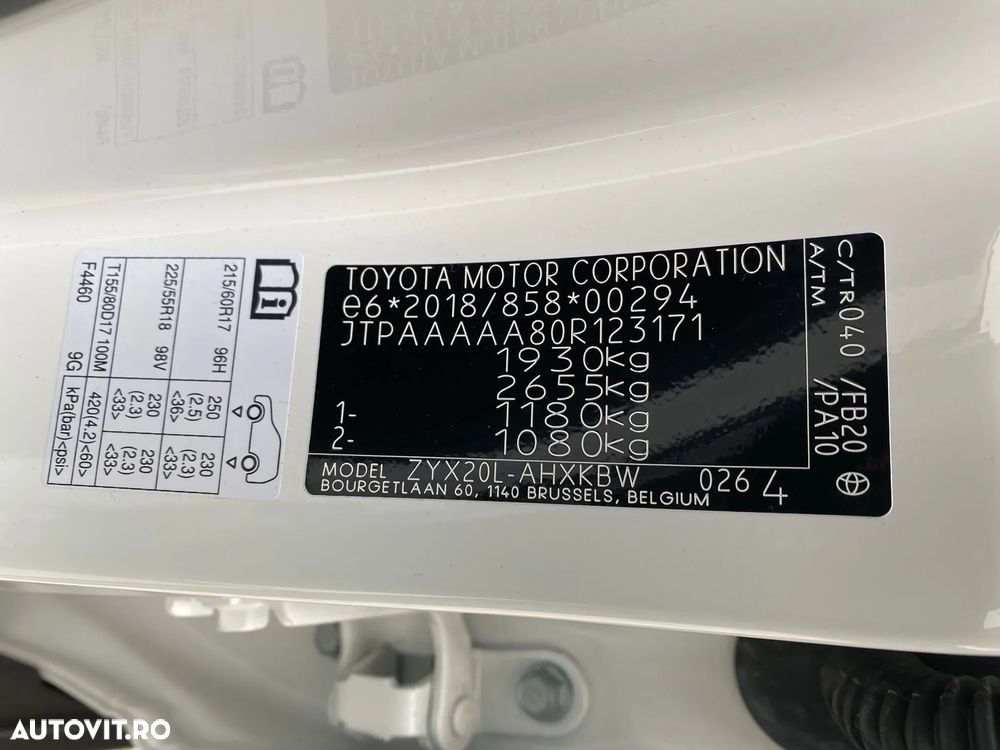 TOYOTA MOTOR CORPORATION
e6*2018/858*00294
JTPAAAAA80R123171
1930kg
2655kg
1- 1180kg
2- 1080kg
MODEL ZYX20L-AHXKBW 026 4
BOURGETLAAN 60, 1140 BRUSSELS, BELGIUM
C/TR040 /FB20
A/TM /PA10
215/60R17 96H 250 (2.5) <36> 230 (2.3) <33>
225/55R18 98V 230 (2.3) <33> 230 (2.3) <33>
T155/80D17 100M 420(4.2)<60>
F4460 9G kPa(bar)<psi>
AUTOVIT.RO